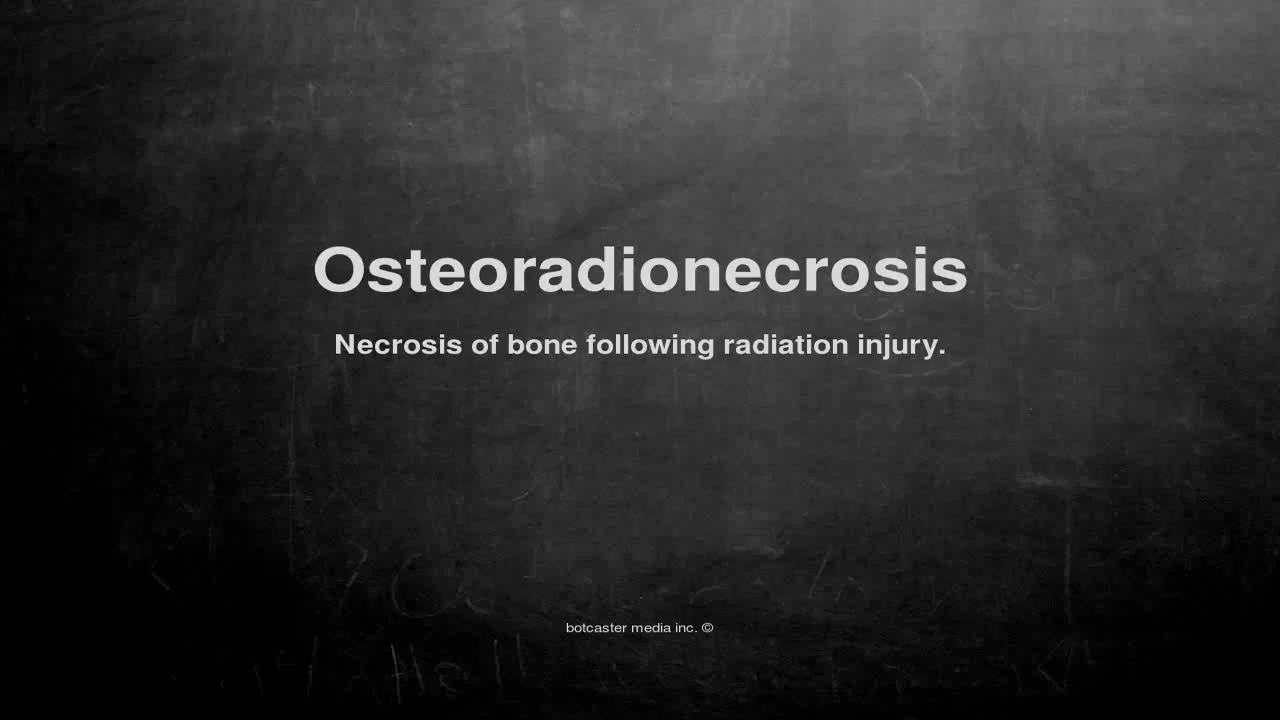 Osteoradionecrosis
Necrosis of bone following radiation injury.
botcaster media inc. ©